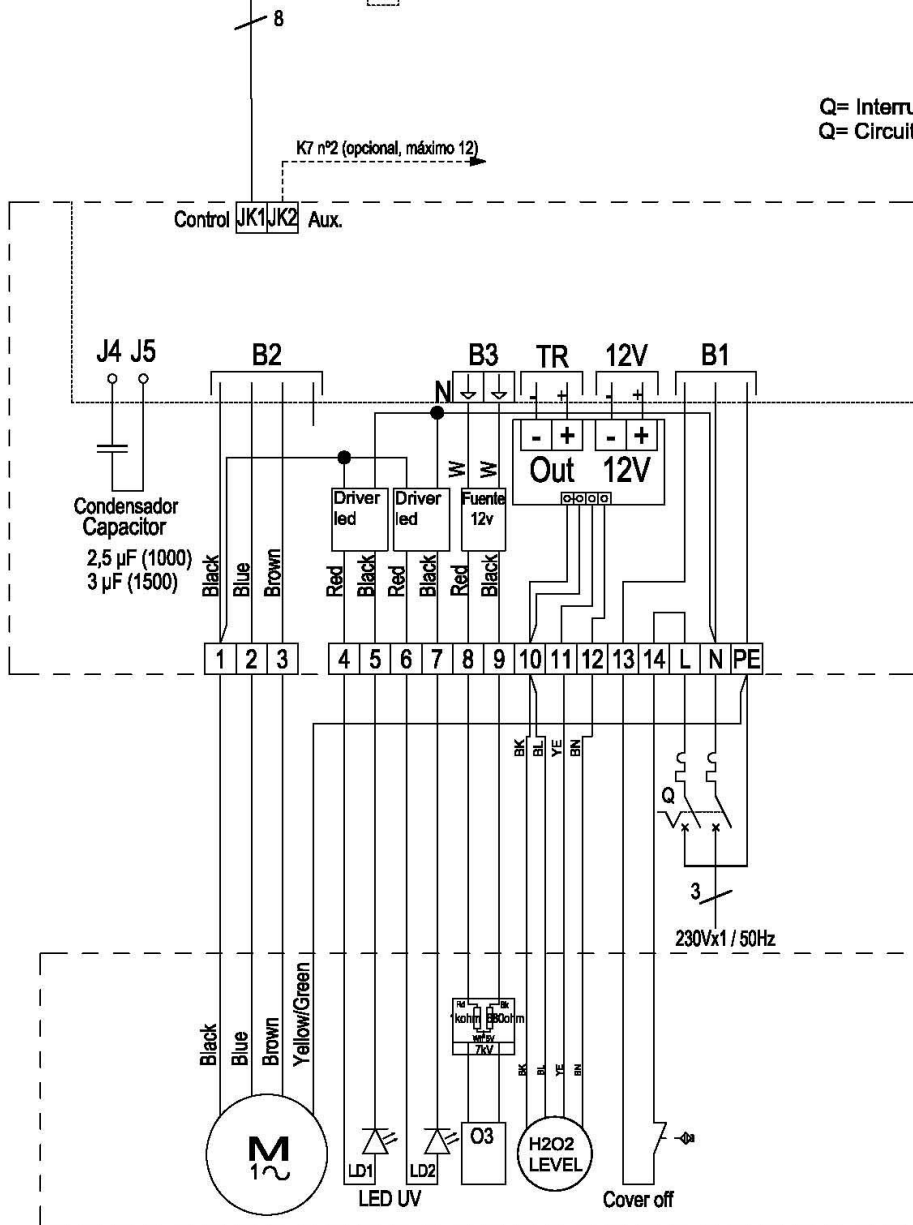 8
Q= Interru
Q= Circuit
K7 nº2 (opcional, máximo 12)
Control JK1 JK2 Aux.
J4 J5 B2 B3 TR 12V B1
N - + - +
- + - +
Out 12V
W W
Driver led
Driver led
Fuente 12v
Condensador
Capacitor
2,5 µF (1000)
3 µF (1500)
Black Blue Brown Red Black Red Black Red Black
1 2 3 4 5 6 7 8 9 10 11 12 13 14 L N PE
BK BL YE BN
Q
3
230Vx1 / 50Hz
Black Blue Brown Yellow/Green
Rd Bk
1kohm 680ohm
7kV
BK BL YE BN
M
1~
LD1 LD2
LED UV
O3
H2O2
LEVEL
Cover off